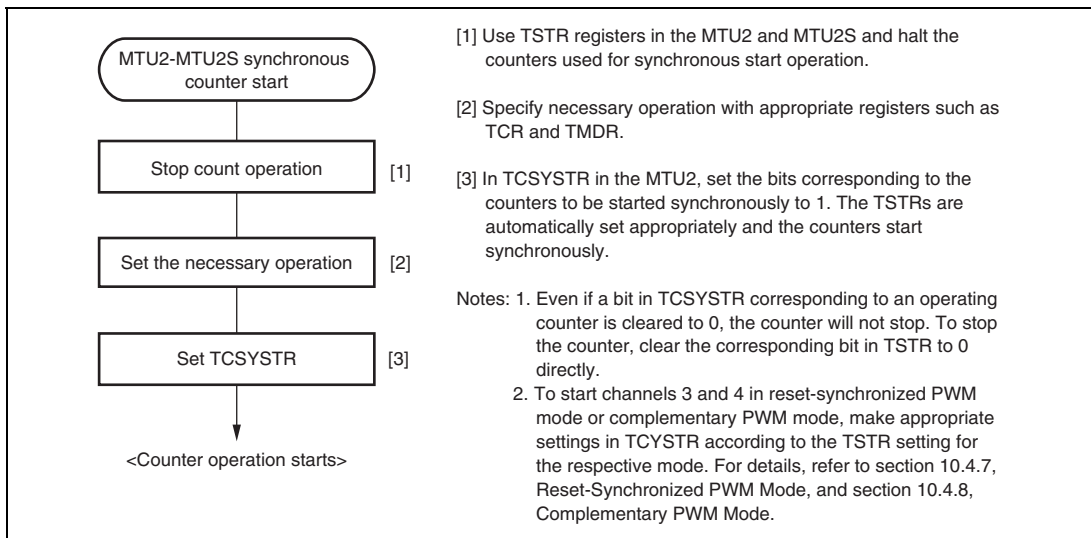 MTU2-MTU2S synchronous
counter start
Stop count operation
[1]
Set the necessary operation
[2]
Set TCSYSTR
[3]
<Counter operation starts>
[1] Use TSTR registers in the MTU2 and MTU2S and halt the
counters used for synchronous start operation.
[2] Specify necessary operation with appropriate registers such as
TCR and TMDR.
[3] In TCSYSTR in the MTU2, set the bits corresponding to the
counters to be started synchronously to 1. The TSTRs are
automatically set appropriately and the counters start
synchronously.
Notes: 1. Even if a bit in TCSYSTR corresponding to an operating
counter is cleared to 0, the counter will not stop. To stop
the counter, clear the corresponding bit in TSTR to 0
directly.
2. To start channels 3 and 4 in reset-synchronized PWM
mode or complementary PWM mode, make appropriate
settings in TCYSTR according to the TSTR setting for
the respective mode. For details, refer to section 10.4.7,
Reset-Synchronized PWM Mode, and section 10.4.8,
Complementary PWM Mode.